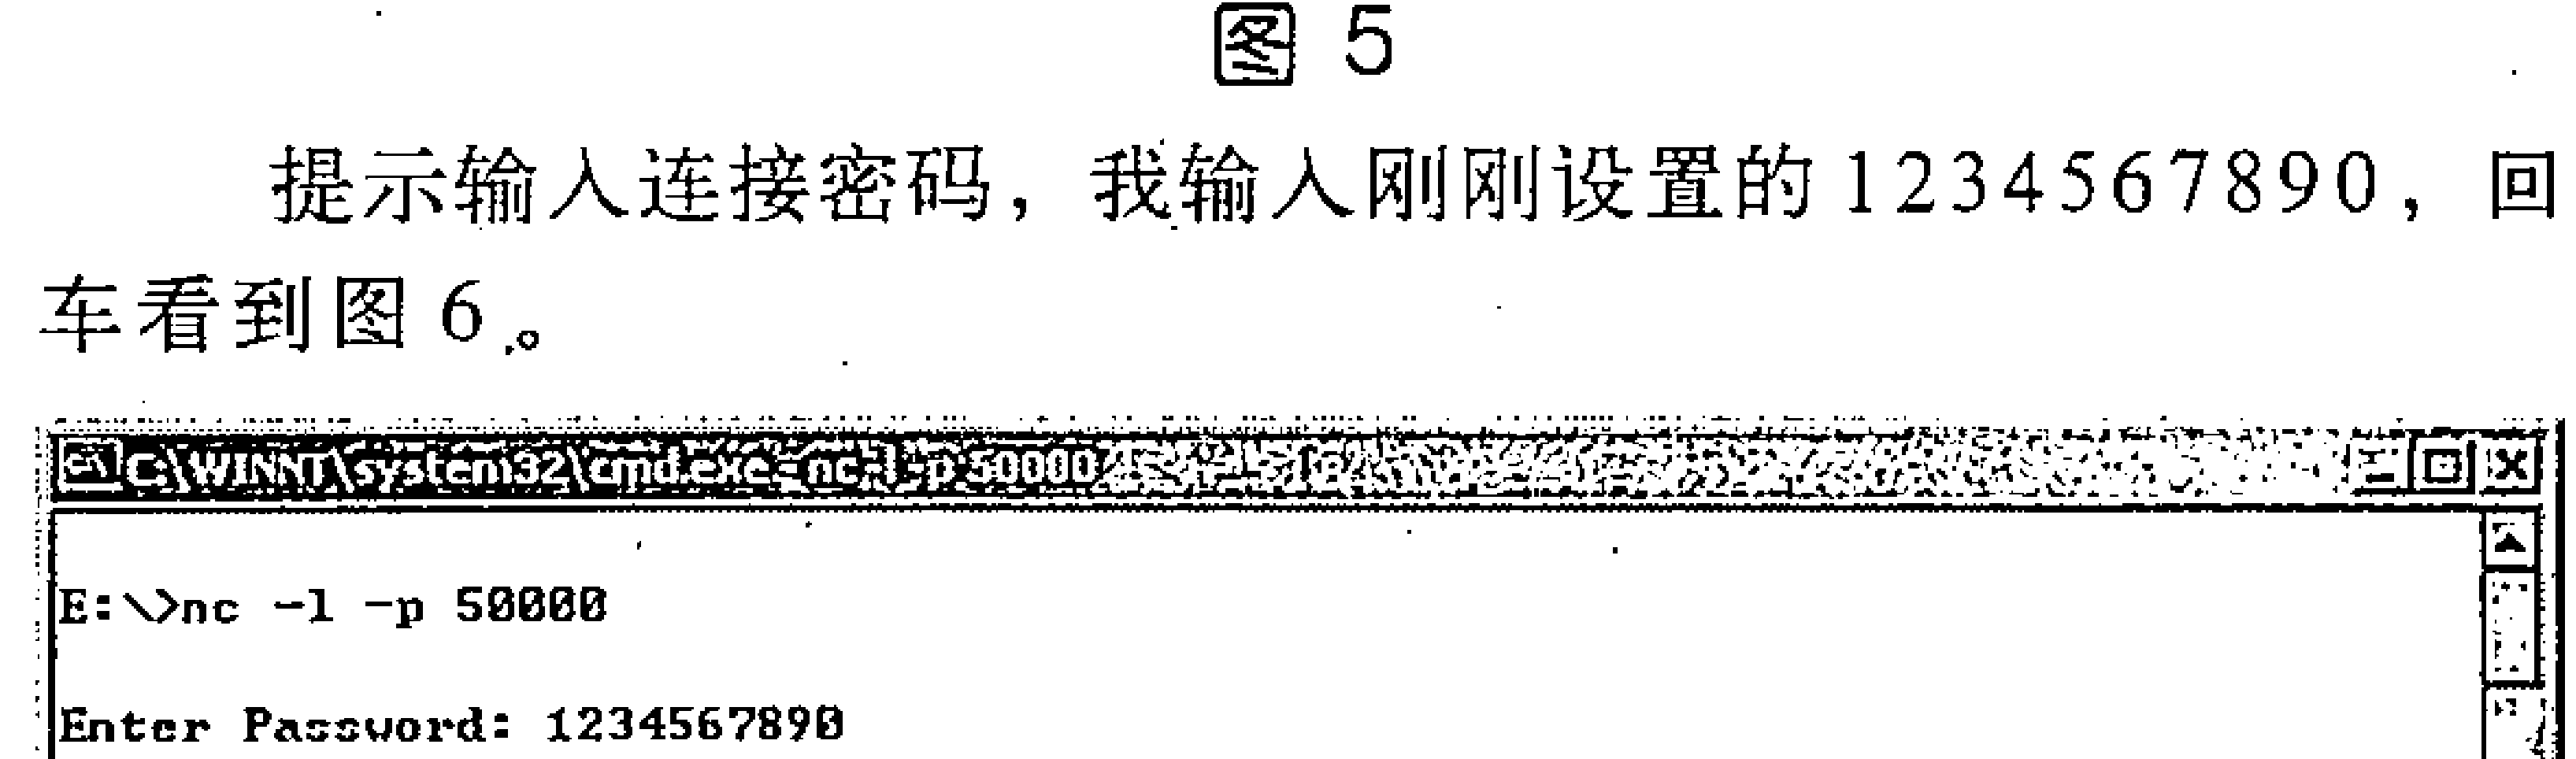 图 5
提示输入连接密码，我输入刚刚设置的1234567890，回
车看到图 6。
C:\WINNT\system32\cmd.exe - nc -l -p 50000
E:\>nc -l -p 50000
Enter Password: 1234567890